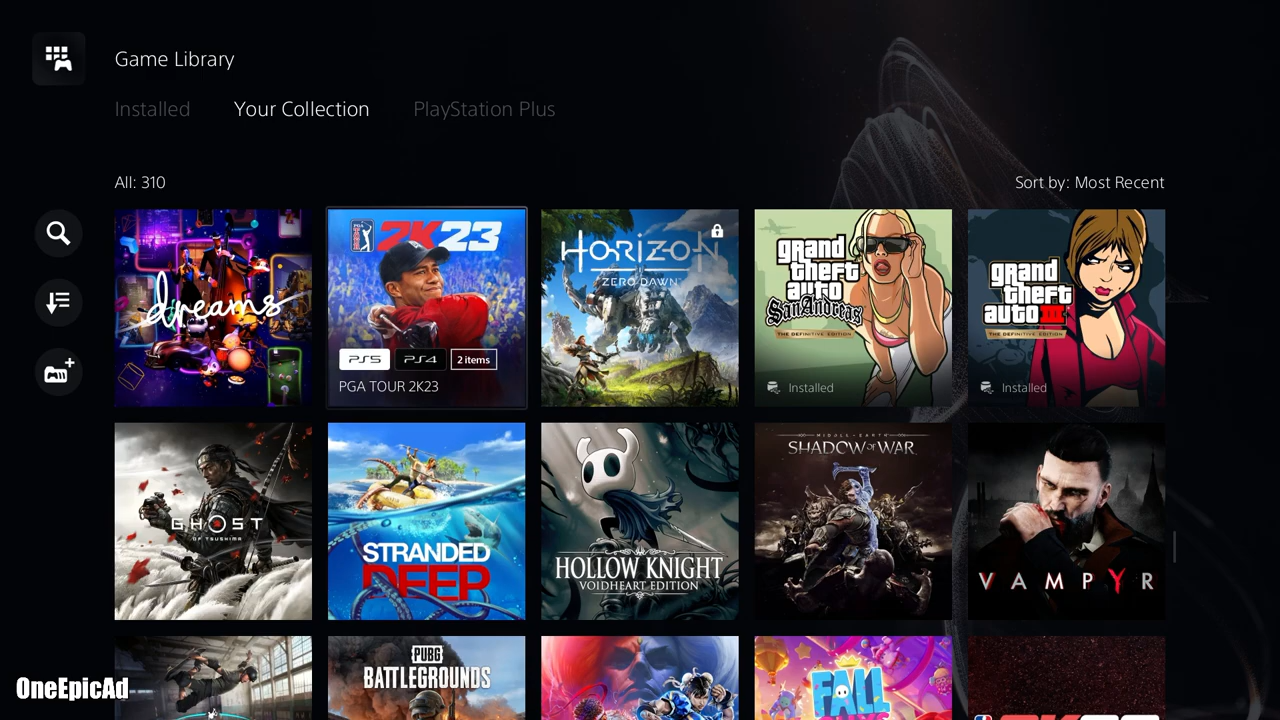 Game Library
Installed
Your Collection
PlayStation Plus
All: 310
Sort by: Most Recent
dreams
PGA TOUR
2K23
PS5
PS4
2 items
PGA TOUR 2K23
HORIZON
ZERO DAWN
grand
theft
auto
San Andreas
THE DEFINITIVE EDITION
Installed
grand
theft
auto III
THE DEFINITIVE EDITION
Installed
GHOST
OF TSUSHIMA
STRANDED
DEEP
HOLLOW KNIGHT
VOIDHEART EDITION
MIDDLE-EARTH
SHADOW OF WAR
VAMPYR
PUBG
BATTLEGROUNDS
FALL
OneEpicAd